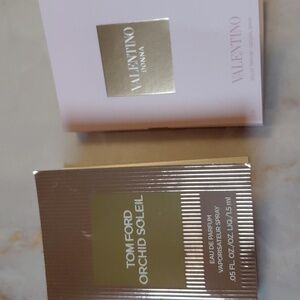 VALENTINO
DONNA
VALENTINO
TOM FORD
ORCHID SOLEIL
EAU DE PARFUM
VAPORISATEUR SPRAY
.05 FL.OZ./OZ. LIQ/1.5 ml